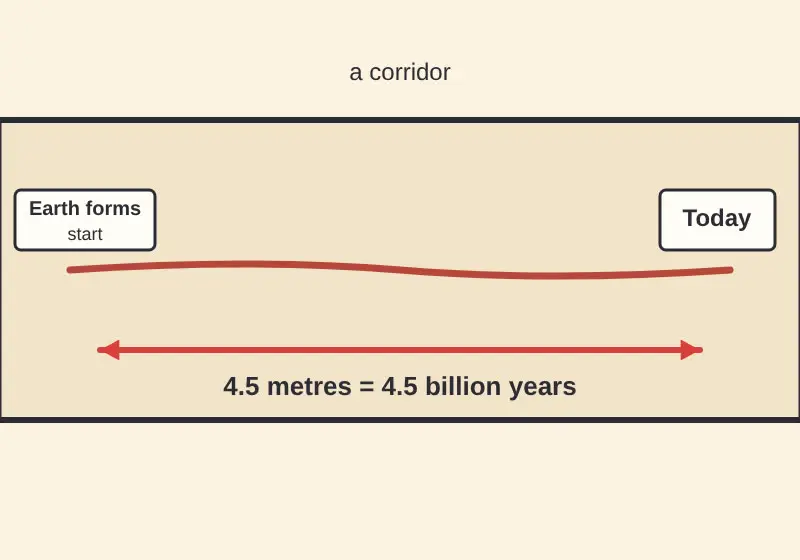 a corridor
Earth forms
start
Today
4.5 metres = 4.5 billion years